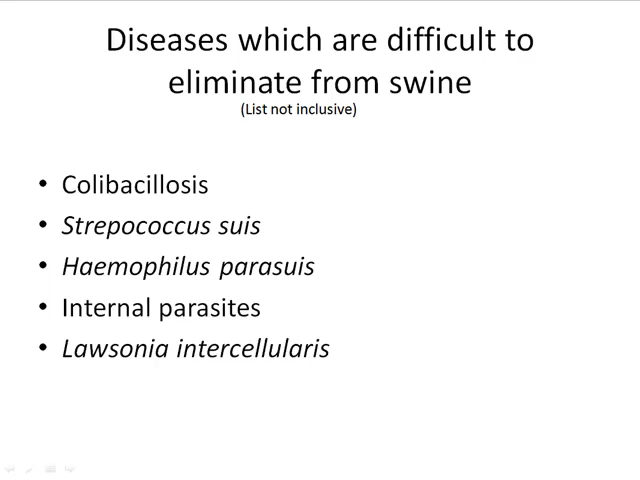 Diseases which are difficult to
eliminate from swine
(List not inclusive)
• Colibacillosis
• Strepococcus suis
• Haemophilus parasuis
• Internal parasites
• Lawsonia intercellularis